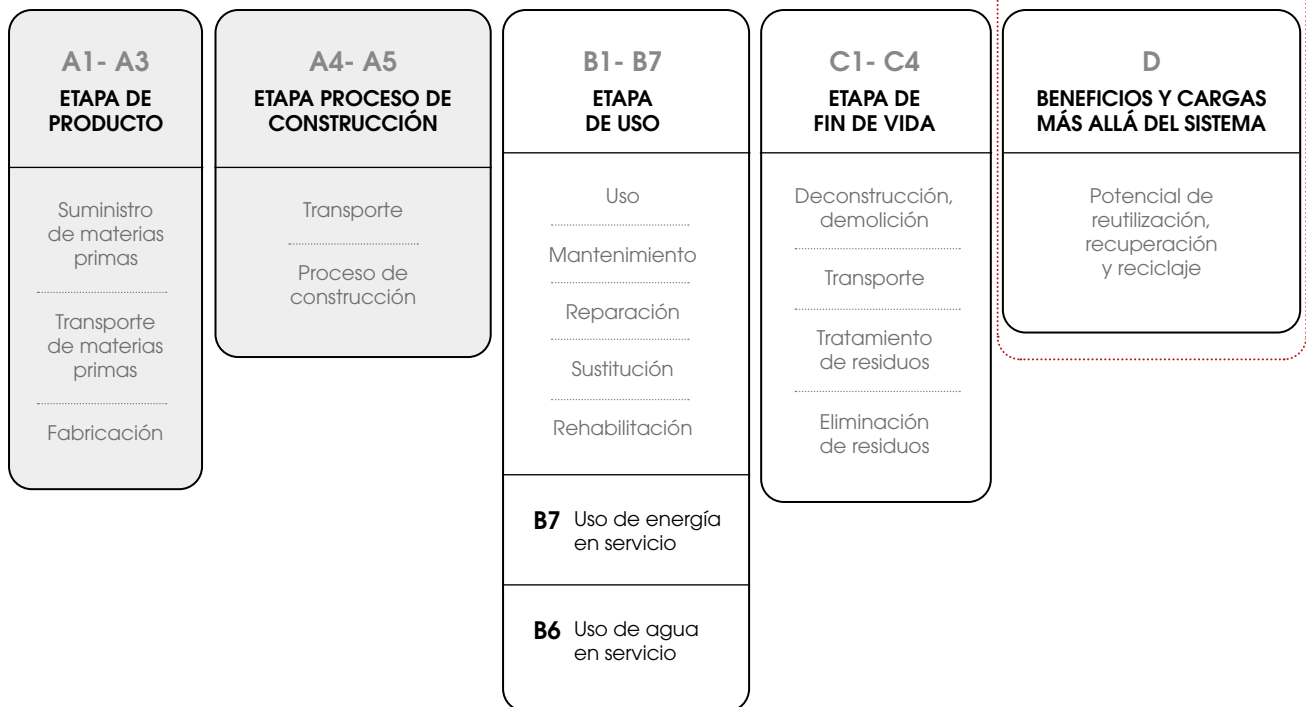 A1- A3
ETAPA DE
PRODUCTO
Suministro
de materias
primas
Transporte
de materias
primas
Fabricación
A4- A5
ETAPA PROCESO DE
CONSTRUCCIÓN
Transporte
Proceso de
construcción
B1- B7
ETAPA
DE USO
Uso
Mantenimiento
Reparación
Sustitución
Rehabilitación
B7 Uso de energía
en servicio
B6 Uso de agua
en servicio
C1- C4
ETAPA DE
FIN DE VIDA
Deconstrucción,
demolición
Transporte
Tratamiento
de residuos
Eliminación
de residuos
D
BENEFICIOS Y CARGAS
MÁS ALLÁ DEL SISTEMA
Potencial de
reutilización,
recuperación
y reciclaje